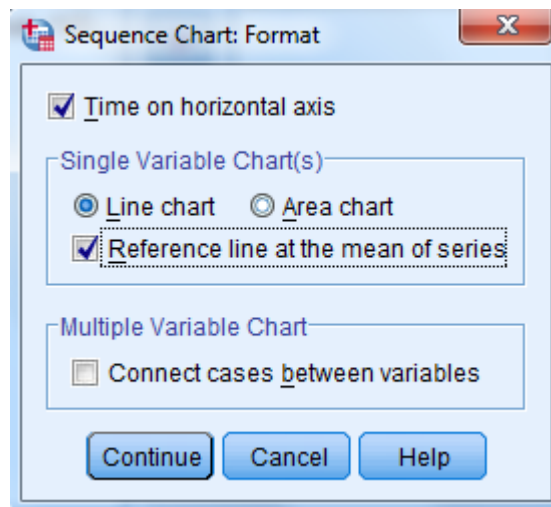 Sequence Chart: Format
Time on horizontal axis
Single Variable Chart(s)
Line chart Area chart
Reference line at the mean of series
Multiple Variable Chart
Connect cases between variables
Continue Cancel Help